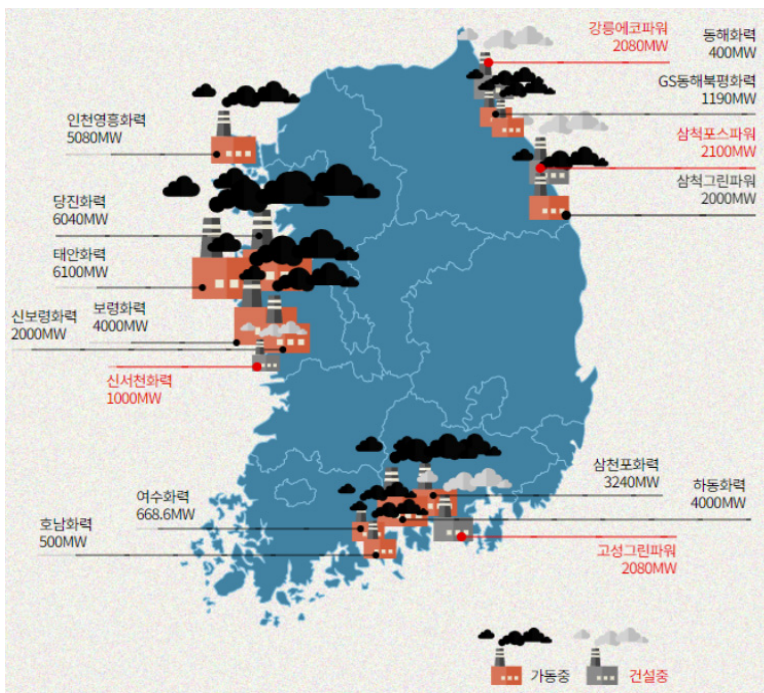 강릉에코파워
2080MW
동해화력
400MW
GS동해북평화력
1190MW
인천영흥화력
5080MW
삼척포스파워
2100MW
삼척그린파워
2000MW
당진화력
6040MW
태안화력
6100MW
보령화력
4000MW
신보령화력
2000MW
신서천화력
1000MW
삼천포화력
3240MW
하동화력
4000MW
여수화력
668.6MW
호남화력
500MW
고성그린파워
2080MW
가동중
건설중